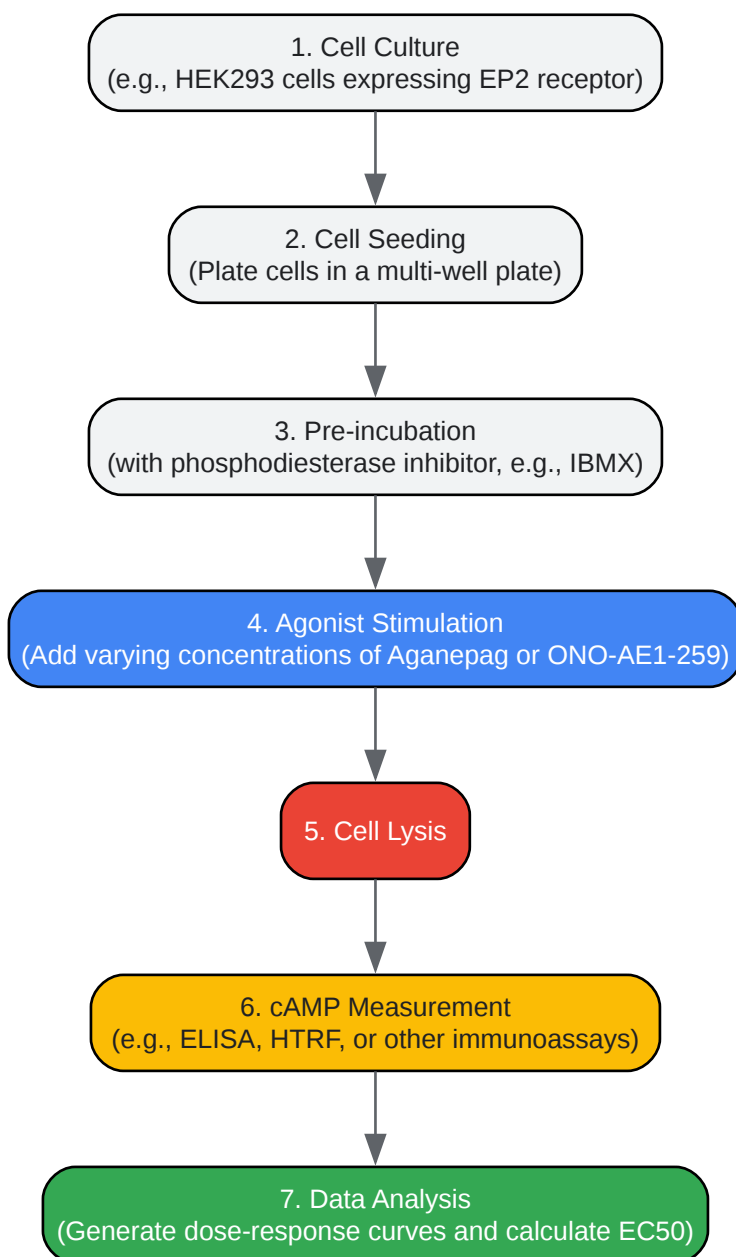 1. Cell Culture
(e.g., HEK293 cells expressing EP2 receptor)
2. Cell Seeding
(Plate cells in a multi-well plate)
3. Pre-incubation
(with phosphodiesterase inhibitor, e.g., IBMX)
4. Agonist Stimulation
(Add varying concentrations of Aganepag or ONO-AE1-259)
5. Cell Lysis
6. cAMP Measurement
(e.g., ELISA, HTRF, or other immunoassays)
7. Data Analysis
(Generate dose-response curves and calculate EC50)